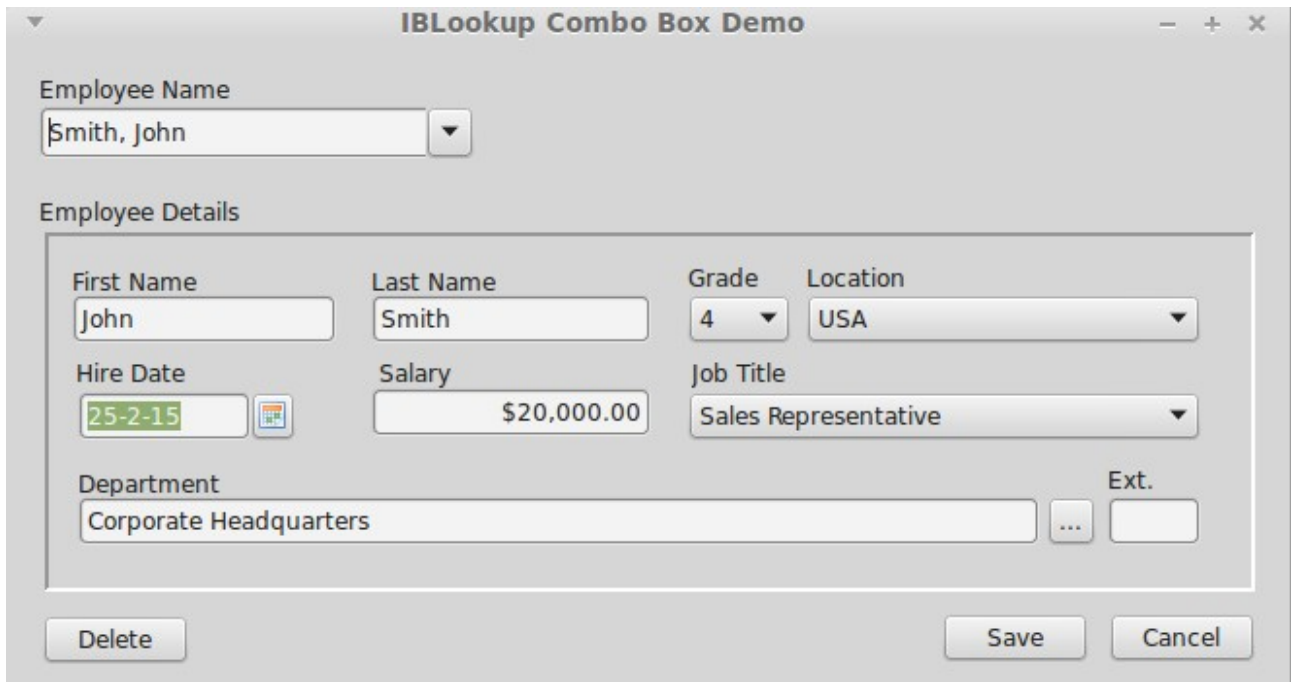 IBLookup Combo Box Demo
Employee Name
Smith, John
Employee Details
First Name Last Name Grade Location
John Smith 4 USA
Hire Date Salary Job Title
25-2-15 $20,000.00 Sales Representative
Department Ext.
Corporate Headquarters ...
Delete Save Cancel